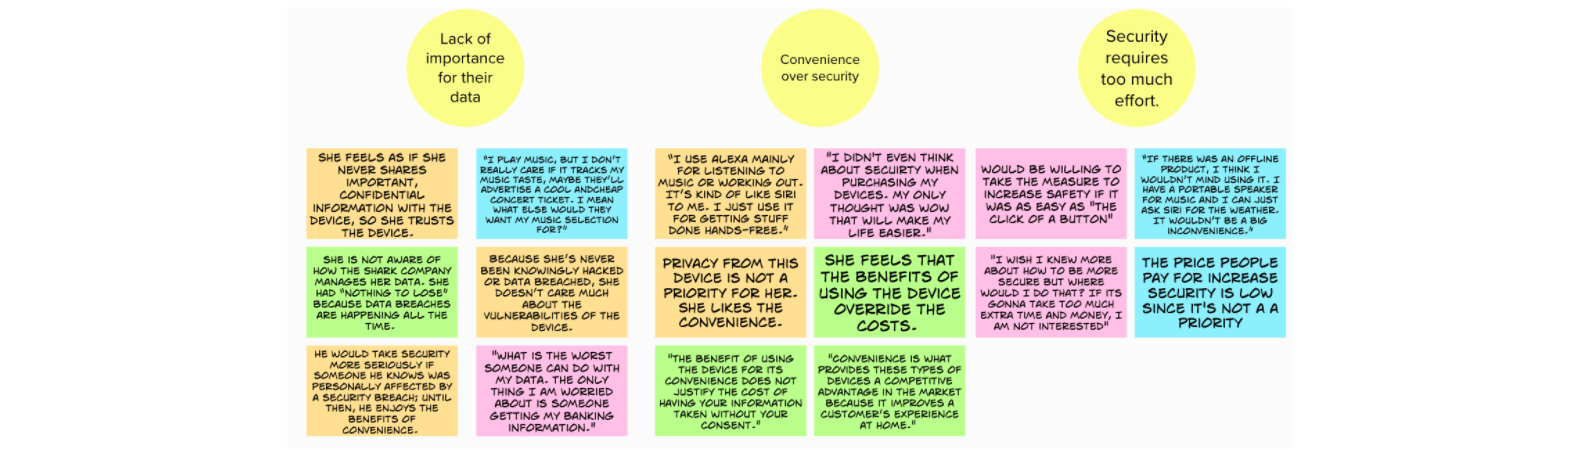 Lack of
importance
for their
data
Convenience
over security
Security
requires
too much
effort.
SHE FEELS AS IF SHE
NEVER SHARES
IMPORTANT,
CONFIDENTIAL
INFORMATION WITH THE
DEVICE, SO SHE TRUSTS
THE DEVICE.
"I PLAY MUSIC, BUT I DON'T
REALLY CARE IF IT TRACKS MY
MUSIC TASTE, MAYBE THEY'LL
ADVERTISE A COOL ANDCHEAP
CONCERT TICKET. I MEAN
WHAT ELSE WOULD THEY
WANT MY MUSIC SELECTION
FOR?"
"I USE ALEXA MAINLY
FOR LISTENING TO
MUSIC OR WORKING OUT.
IT'S KIND OF LIKE SIRI
TO ME. I JUST USE IT
FOR GETTING STUFF
DONE HANDS-FREE."
"I DIDN'T EVEN THINK
ABOUT SECUIRTY WHEN
PURCHASING MY
DEVICES. MY ONLY
THOUGHT WAS WOW
THAT WILL MAKE MY
LIFE EASIER."
WOULD BE WILLING TO
TAKE THE MEASURE TO
INCREASE SAFETY IF IT
WAS AS EASY AS "THE
CLICK OF A BUTTON"
"IF THERE WAS AN OFFLINE
PRODUCT, I THINK I
WOULDN'T MIND USING IT. I
HAVE A PORTABLE SPEAKER
FOR MUSIC AND I CAN JUST
ASK SIRI FOR THE WEATHER.
IT WOULDN'T BE A BIG
INCONVENIENCE."
SHE IS NOT AWARE OF
HOW THE SHARK COMPANY
MANAGES HER DATA. SHE
HAD "NOTHING TO LOSE"
BECAUSE DATA BREACHES
ARE HAPPENING ALL THE
TIME.
BECAUSE SHE'S NEVER
BEEN KNOWINGLY HACKED
OR DATA BREACHED, SHE
DOESN'T CARE MUCH
ABOUT THE
VULNERABILITIES OF THE
DEVICE.
PRIVACY FROM THIS
DEVICE IS NOT A
PRIORITY FOR HER.
SHE LIKES THE
CONVENIENCE.
SHE FEELS THAT
THE BENEFITS OF
USING THE DEVICE
OVERRIDE THE
COSTS.
"I WISH I KNEW MORE
ABOUT HOW TO BE MORE
SECURE BUT WHERE
WOULD I DO THAT? IF ITS
GONNA TAKE TOO MUCH
EXTRA TIME AND MONEY, I
AM NOT INTERESTED"
THE PRICE PEOPLE
PAY FOR INCREASE
SECURITY IS LOW
SINCE IT'S NOT A A
PRIORITY
HE WOULD TAKE SECURITY
MORE SERIOUSLY IF
SOMEONE HE KNOWS WAS
PERSONALLY AFFECTED BY
A SECURITY BREACH; UNTIL
THEN, HE ENJOYS THE
BENEFITS OF
CONVENIENCE.
"WHAT IS THE WORST
SOMEONE CAN DO WITH
MY DATA. THE ONLY
THING I AM WORRIED
ABOUT IS SOMEONE
GETTING MY BANKING
INFORMATION."
"THE BENEFIT OF USING
THE DEVICE FOR ITS
CONVENIENCE DOES NOT
JUSTIFY THE COST OF
HAVING YOUR INFORMATION
TAKEN WITHOUT YOUR
CONSENT."
"CONVENIENCE IS WHAT
PROVIDES THESE TYPES OF
DEVICES A COMPETITIVE
ADVANTAGE IN THE MARKET
BECAUSE IT IMPROVES A
CUSTOMER'S EXPERIENCE
AT HOME."